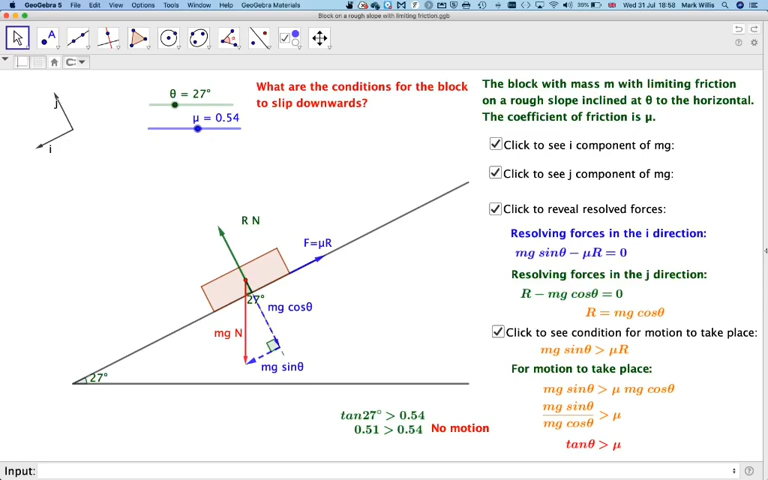 GeoGebra 5 File Edit View Options Tools Window Help GeoGebra Materials 39% Wed 31 Jul 18:58 Mark Willis
Block on a rough slope with limiting friction.ggb
θ = 27°
μ = 0.54
j
i
What are the conditions for the block
to slip downwards?
The block with mass m with limiting friction
on a rough slope inclined at θ to the horizontal.
The coefficient of friction is μ.
Click to see i component of mg:
Click to see j component of mg:
Click to reveal resolved forces:
Resolving forces in the i direction:
mg sinθ − μR = 0
Resolving forces in the j direction:
R − mg cosθ = 0
R = mg cosθ
Click to see condition for motion to take place:
mg sinθ > μR
For motion to take place:
mg sinθ > μ mg cosθ
mg sinθ
mg cosθ > μ
tanθ > μ
R N
F=μR
27°
mg cosθ
mg N
mg sinθ
27°
tan27° > 0.54
0.51 > 0.54 No motion
Input: